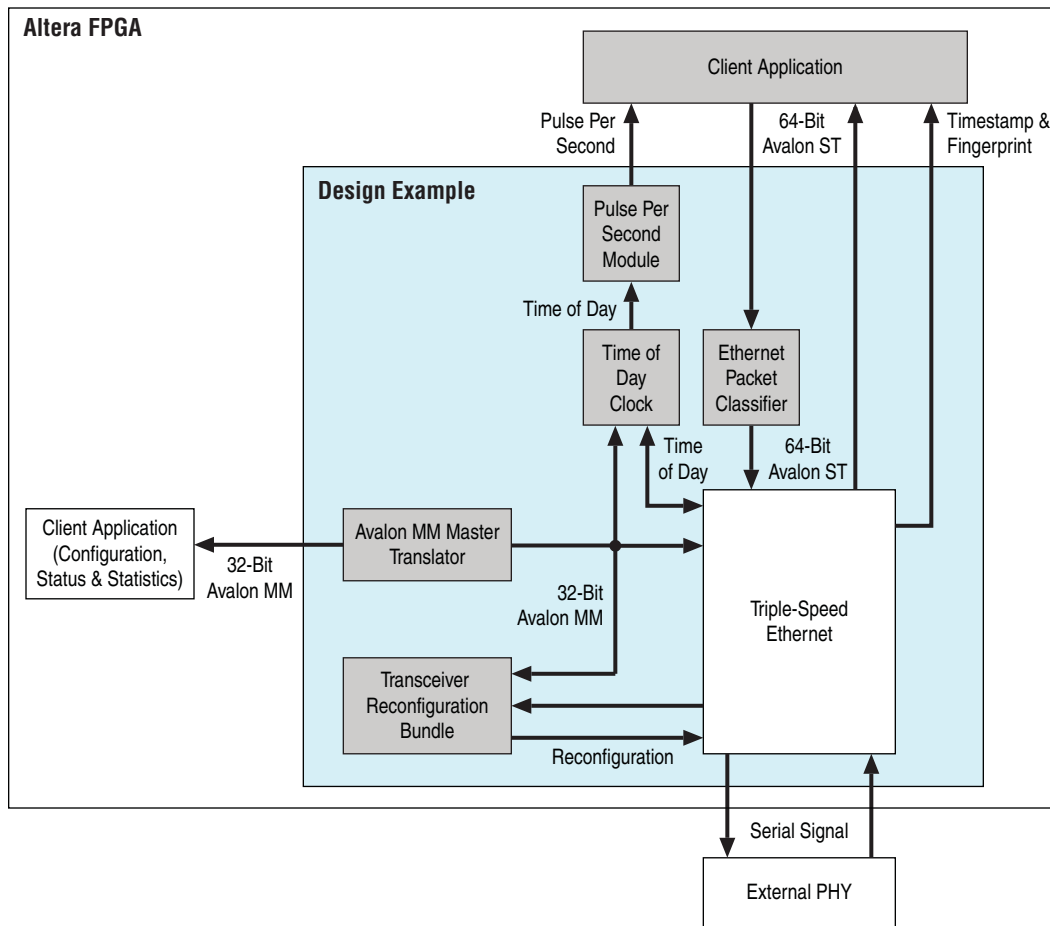 Altera FPGA
Client Application
Pulse Per
Second
64-Bit
Avalon ST
Timestamp &
Fingerprint
Design Example
Pulse Per
Second
Module
Time of Day
Time of
Day
Clock
Ethernet
Packet
Classifier
Time
of Day
64-Bit
Avalon ST
Client Application
(Configuration,
Status & Statistics)
32-Bit
Avalon MM
Avalon MM Master
Translator
32-Bit
Avalon MM
Triple-Speed
Ethernet
Transceiver
Reconfiguration
Bundle
Reconfiguration
Serial Signal
External PHY